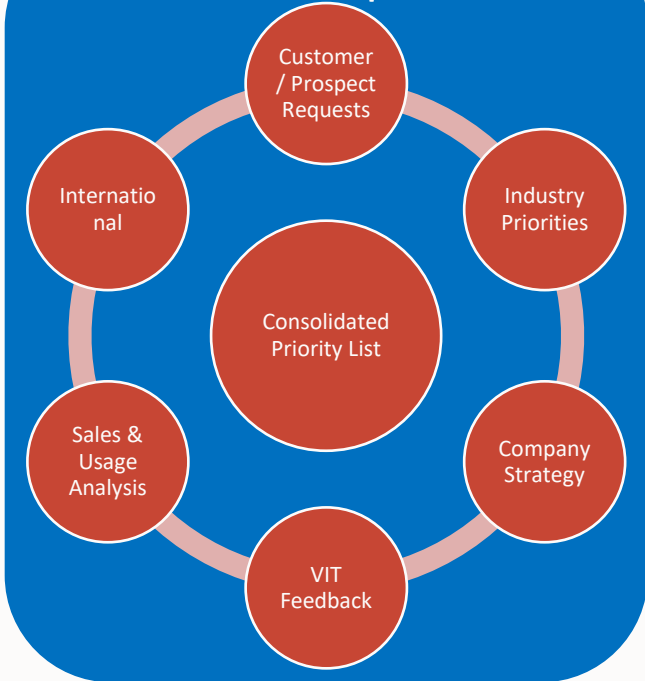 Customer
/ Prospect
Requests
Industry
Priorities
Company
Strategy
VIT
Feedback
Sales &
Usage
Analysis
Internatio
nal
Consolidated
Priority List